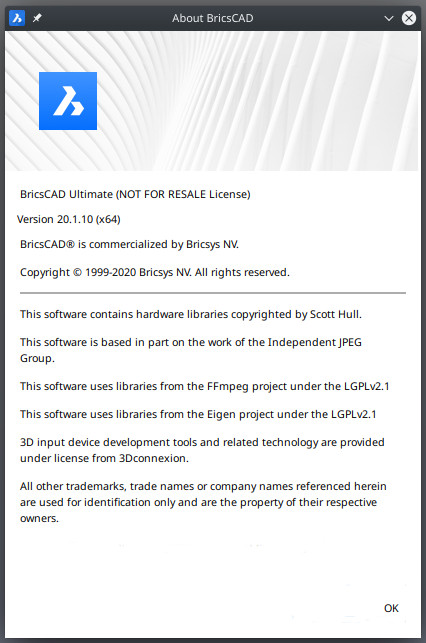 About BricsCAD
BricsCAD Ultimate (NOT FOR RESALE License)
Version 20.1.10 (x64)
BricsCAD® is commercialized by Bricsys NV.
Copyright © 1999-2020 Bricsys NV. All rights reserved.
This software contains hardware libraries copyrighted by Scott Hull.
This software is based in part on the work of the Independent JPEG
Group.
This software uses libraries from the FFmpeg project under the LGPLv2.1
This software uses libraries from the Eigen project under the LGPLv2.1
3D input device development tools and related technology are provided
under license from 3Dconnexion.
All other trademarks, trade names or company names referenced herein
are used for identification only and are the property of their respective
owners.
OK